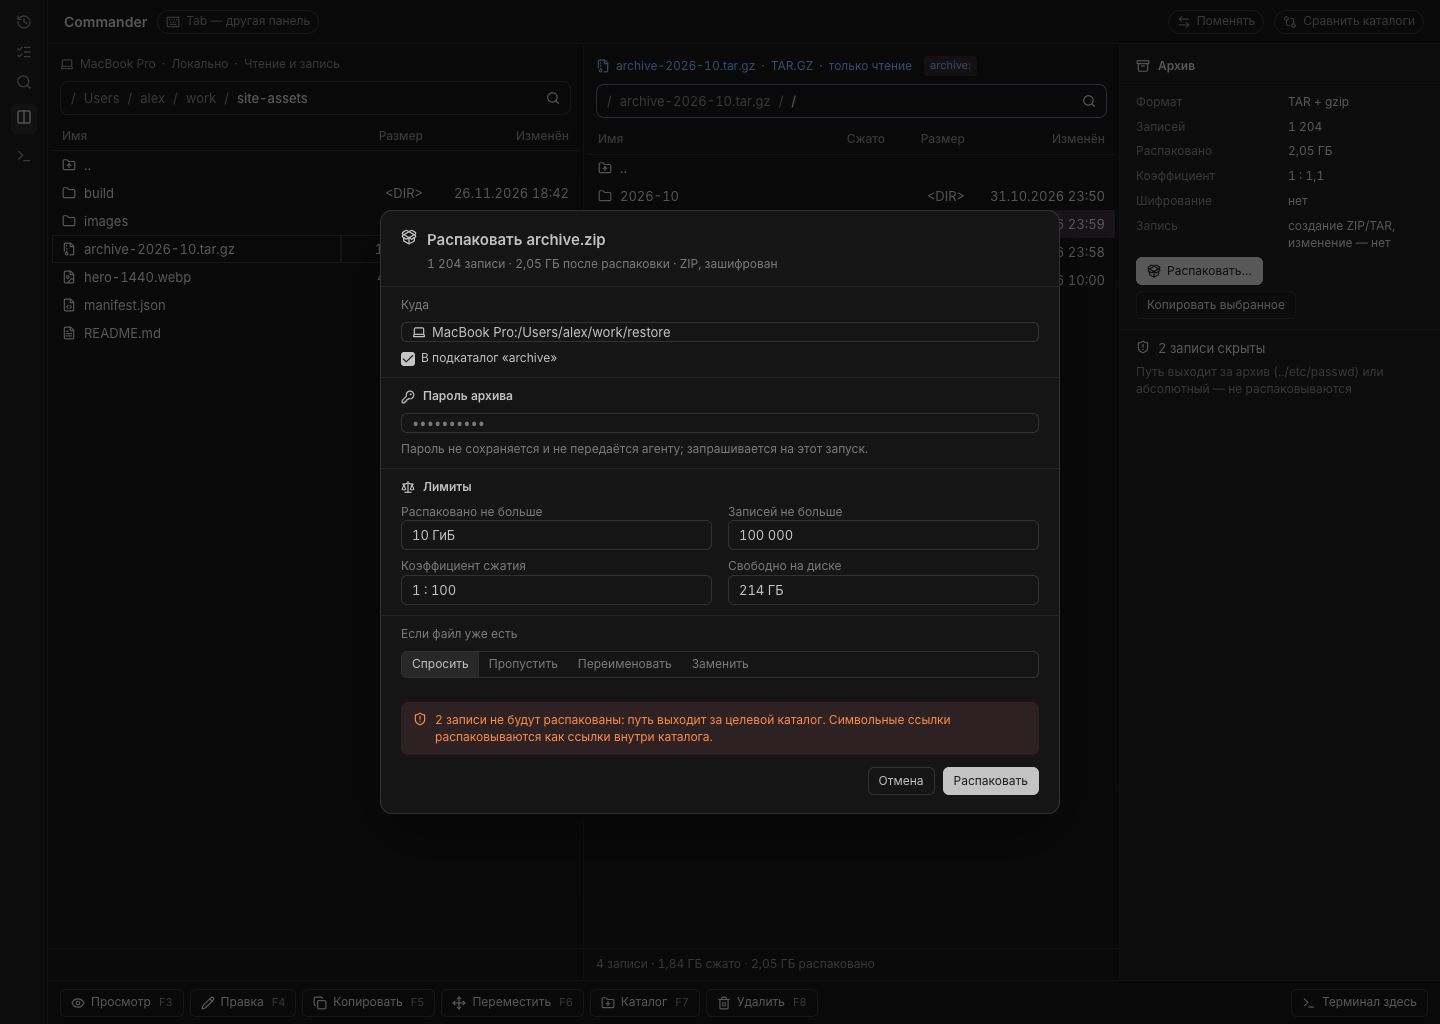 Commander
Tab — другая панель
Поменять
Сравнить каталоги
MacBook Pro · Локально · Чтение и запись
/ Users / alex / work / site-assets
Имя Размер Изменён
..
build <DIR> 26.11.2026 18:42
images
archive-2026-10.tar.gz 1
hero-1440.webp
manifest.json
README.md
archive-2026-10.tar.gz · TAR.GZ · только чтение archive:
/ archive-2026-10.tar.gz / /
Имя Сжато Размер Изменён
..
2026-10 <DIR> 31.10.2026 23:50
6 23:59
6 23:58
6 10:00
Архив
Формат TAR + gzip
Записей 1 204
Распаковано 2,05 ГБ
Коэффициент 1 : 1,1
Шифрование нет
Запись создание ZIP/TAR,
изменение — нет
Распаковать…
Копировать выбранное
2 записи скрыты
Путь выходит за архив (../etc/passwd) или
абсолютный — не распаковываются
Распаковать archive.zip
1 204 записи · 2,05 ГБ после распаковки · ZIP, зашифрован
Куда
MacBook Pro:/Users/alex/work/restore
В подкаталог «archive»
Пароль архива
••••••••••
Пароль не сохраняется и не передаётся агенту; запрашивается на этот запуск.
Лимиты
Распаковано не больше Записей не больше
10 ГиБ 100 000
Коэффициент сжатия Свободно на диске
1 : 100 214 ГБ
Если файл уже есть
Спросить Пропустить Переименовать Заменить
2 записи не будут распакованы: путь выходит за целевой каталог. Символьные ссылки
распаковываются как ссылки внутри каталога.
Отмена Распаковать
4 записи · 1,84 ГБ сжато · 2,05 ГБ распаковано
Просмотр F3 Правка F4 Копировать F5 Переместить F6 Каталог F7 Удалить F8 Терминал здесь